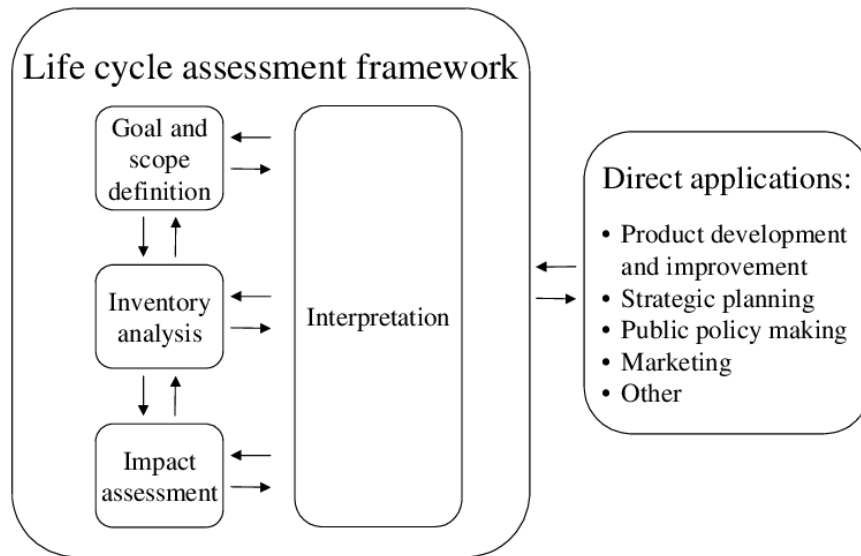 Life cycle assessment framework
Goal and
scope
definition
Inventory
analysis
Impact
assessment
Interpretation
Direct applications:
• Product development
and improvement
• Strategic planning
• Public policy making
• Marketing
• Other